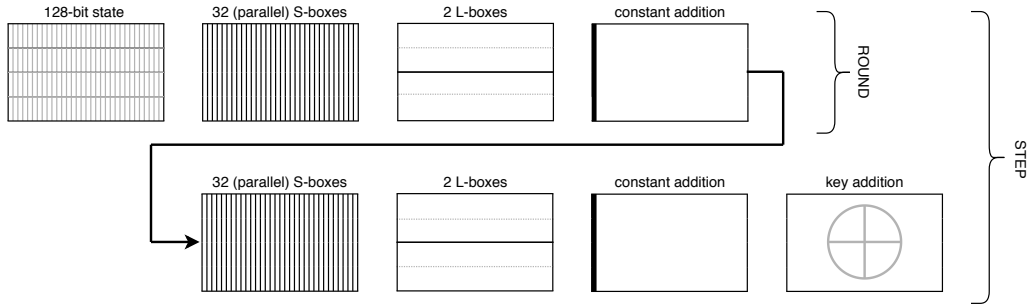 128-bit state
32 (parallel) S-boxes
2 L-boxes
constant addition
ROUND
STEP
32 (parallel) S-boxes
2 L-boxes
constant addition
key addition